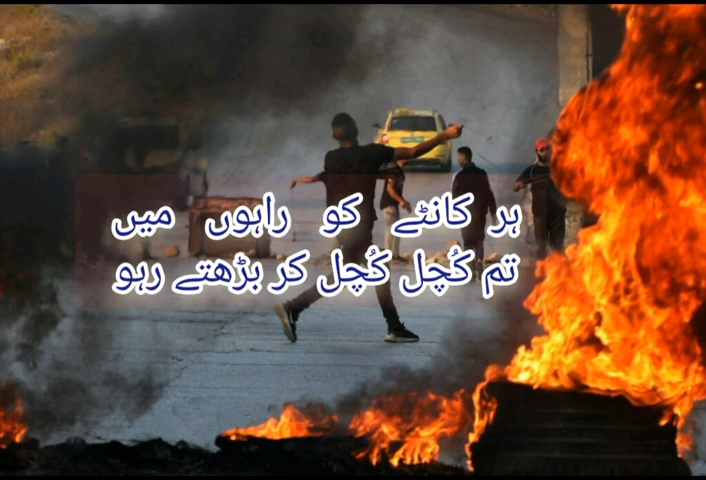 ہر کانٹے کو راہوں میں
تم کُچل کُچل کر بڑھتے رہو